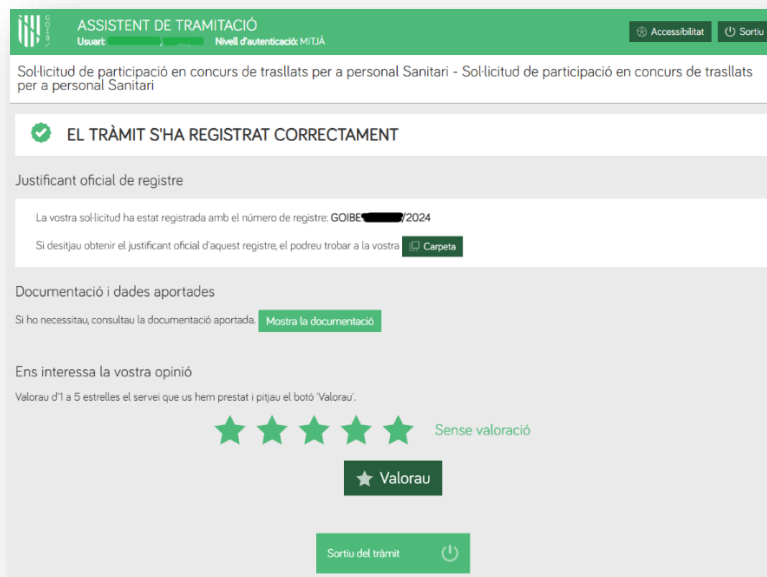 GOIB
ASSISTENT DE TRAMITACIÓ
Usuari: Nivell d'autenticació: MITJÀ
Accessibilitat
Sortiu
Sol·licitud de participació en concurs de trasllats per a personal Sanitari - Sol·licitud de participació en concurs de trasllats
per a personal Sanitari
EL TRÀMIT S'HA REGISTRAT CORRECTAMENT
Justificant oficial de registre
La vostra sol·licitud ha estat registrada amb el número de registre: GOIBE /2024
Si desitjau obtenir el justificant oficial d'aquest registre, el podreu trobar a la vostra Carpeta
Documentació i dades aportades
Si ho necessitau, consultau la documentació aportada. Mostra la documentació
Ens interessa la vostra opinió
Valorau d'1 a 5 estrelles el servei que us hem prestat i pitjau el botó 'Valorau'.
Sense valoració
Valorau
Sortiu del tràmit